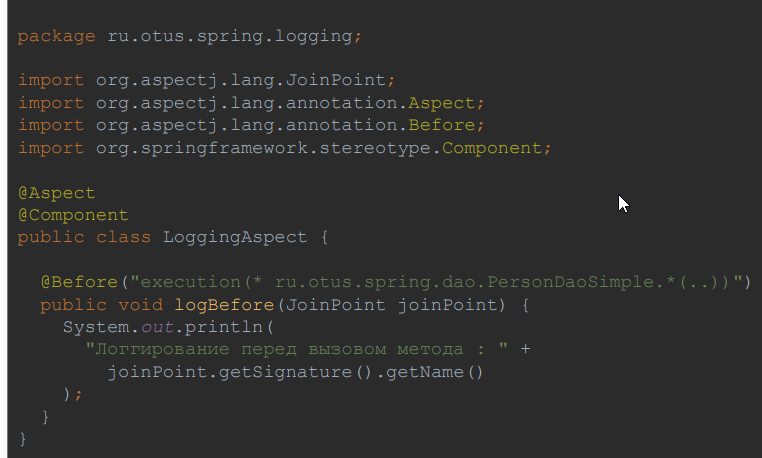 package ru.otus.spring.logging;
import org.aspectj.lang.JoinPoint;
import org.aspectj.lang.annotation.Aspect;
import org.aspectj.lang.annotation.Before;
import org.springframework.stereotype.Component;
@Aspect
@Component
public class LoggingAspect {
@Before("execution(* ru.otus.spring.dao.PersonDaoSimple.*(..))")
public void logBefore(JoinPoint joinPoint) {
System.out.println(
"Логгирование перед вызовом метода : " +
joinPoint.getSignature().getName()
);
}
}